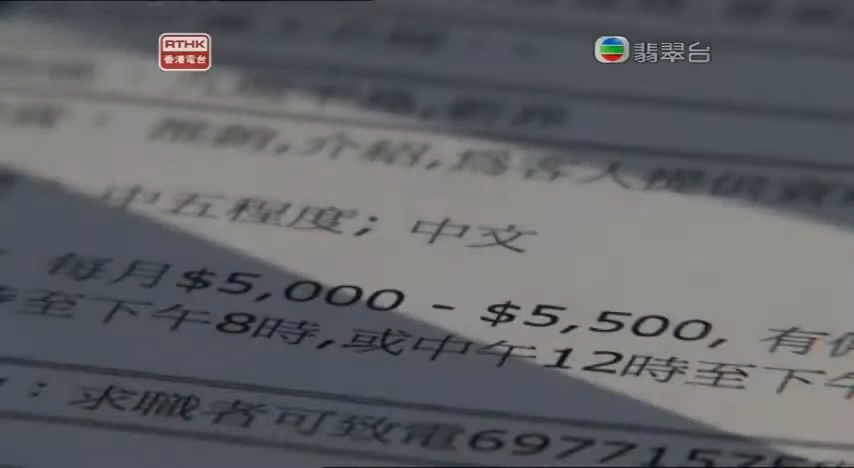 RTHK
香港電台
翡翠台
推銷,介紹,為客人提供資
中五程度; 中文
每月$5,000 - $5,500, 有
時至下午8時,或中午12時至下午
: 求職者可致電6977157